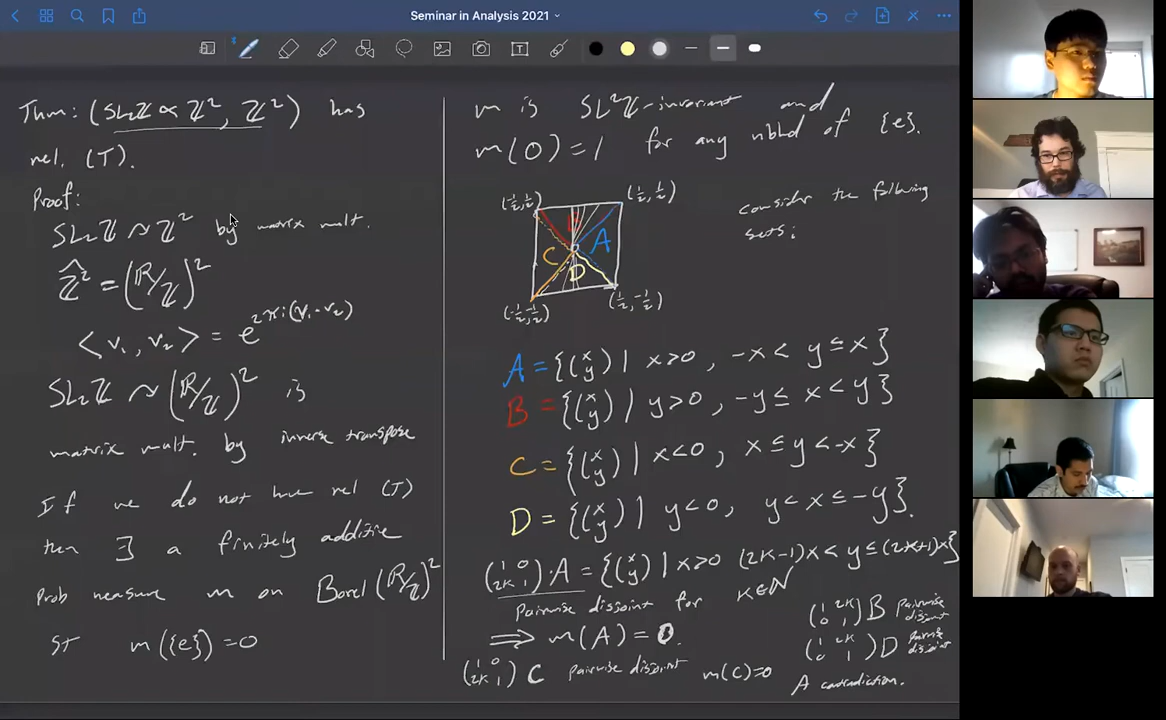 Seminar in Analysis 2021
Thm: (SL₂ℤ ∝ ℤ², ℤ²) has
rel. (T).
Proof:
SL₂ℤ ~ ℤ² by matrix mult.
ℤ̂² = (ℝ/ℤ)²
<v₁, v₂> = e^{2πi(v₁·v₂)}
SL₂ℤ ~ (ℝ/ℤ)² is
matrix mult. by inverse transpose
If we do not have rel (T)
then ∃ a finitely additive
Prob measure m on Borel(ℝ/ℤ)²
st m({e})=0
m is SL²ℤ-invariant and
m(0)=1 for any nbhd of {e}.
(-½,½) (½,½)
B
C A
D
(-½,-½) (½,-½)
consider the following
sets:
A={(x y) | x>0, -x< y≤x}
B={(x y) | y>0, -y≤ x<y}
C={(x y) | x<0, x≤y<-x}
D={(x y) | y<0, y<x≤-y}.
(1 0 2K 1)·A={(x y) | x>0 (2K-1)x<y≤(2K+1)x}
Pairwise disjoint for K∈ℕ
⟹ m(A)=0.
(1 0 2K 1) C pairwise disjoint m(C)=0
(1 2K 0 1) B Pairwise disjoint
(1 2K 0 1) D pairwise disjoint
A contradiction.